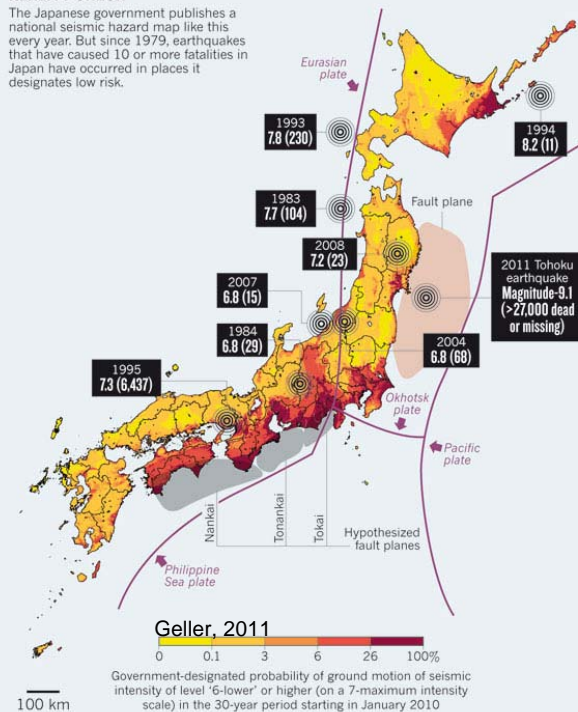 The Japanese government publishes a
national seismic hazard map like this
every year. But since 1979, earthquakes
that have caused 10 or more fatalities in
Japan have occurred in places it
designates low risk.
Eurasian
plate
1993
7.8 (230)
1994
8.2 (11)
1983
7.7 (104)
Fault plane
2008
7.2 (23)
2011 Tohoku
earthquake
Magnitude-9.1
(>27,000 dead
or missing)
2007
6.8 (15)
1984
6.8 (29)
2004
6.8 (68)
1995
7.3 (6,437)
Okhotsk
plate
Pacific
plate
Nankai
Tonankai
Tokai
Hypothesized
fault planes
Philippine
Sea plate
Geller, 2011
0 0.1 3 6 26 100%
Government-designated probability of ground motion of seismic
intensity of level ‘6-lower’ or higher (on a 7-maximum intensity
scale) in the 30-year period starting in January 2010
100 km